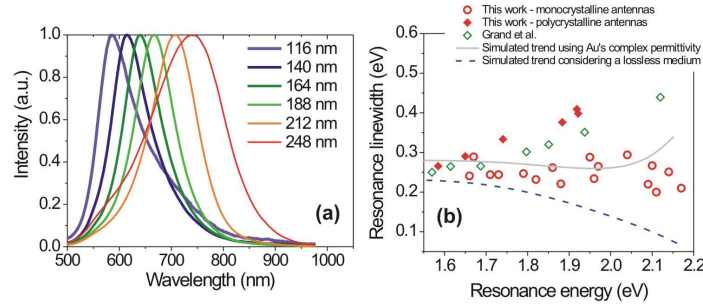 1.0
0.8
0.6
0.4
0.2
0.0
Intensity (a.u.)
500 600 700 800 900 1000
Wavelength (nm)
116 nm
140 nm
164 nm
188 nm
212 nm
248 nm
(a)
This work - monocrystalline antennas
This work - polycrystalline antennas
Grand et al.
Simulated trend using Au's complex permittivity
Simulated trend considering a lossless medium
0.6
0.5
0.4
0.3
0.2
0.1
Resonance linewidth (eV)
1.6 1.7 1.8 1.9 2.0 2.1 2.2
Resonance energy (eV)
(b)